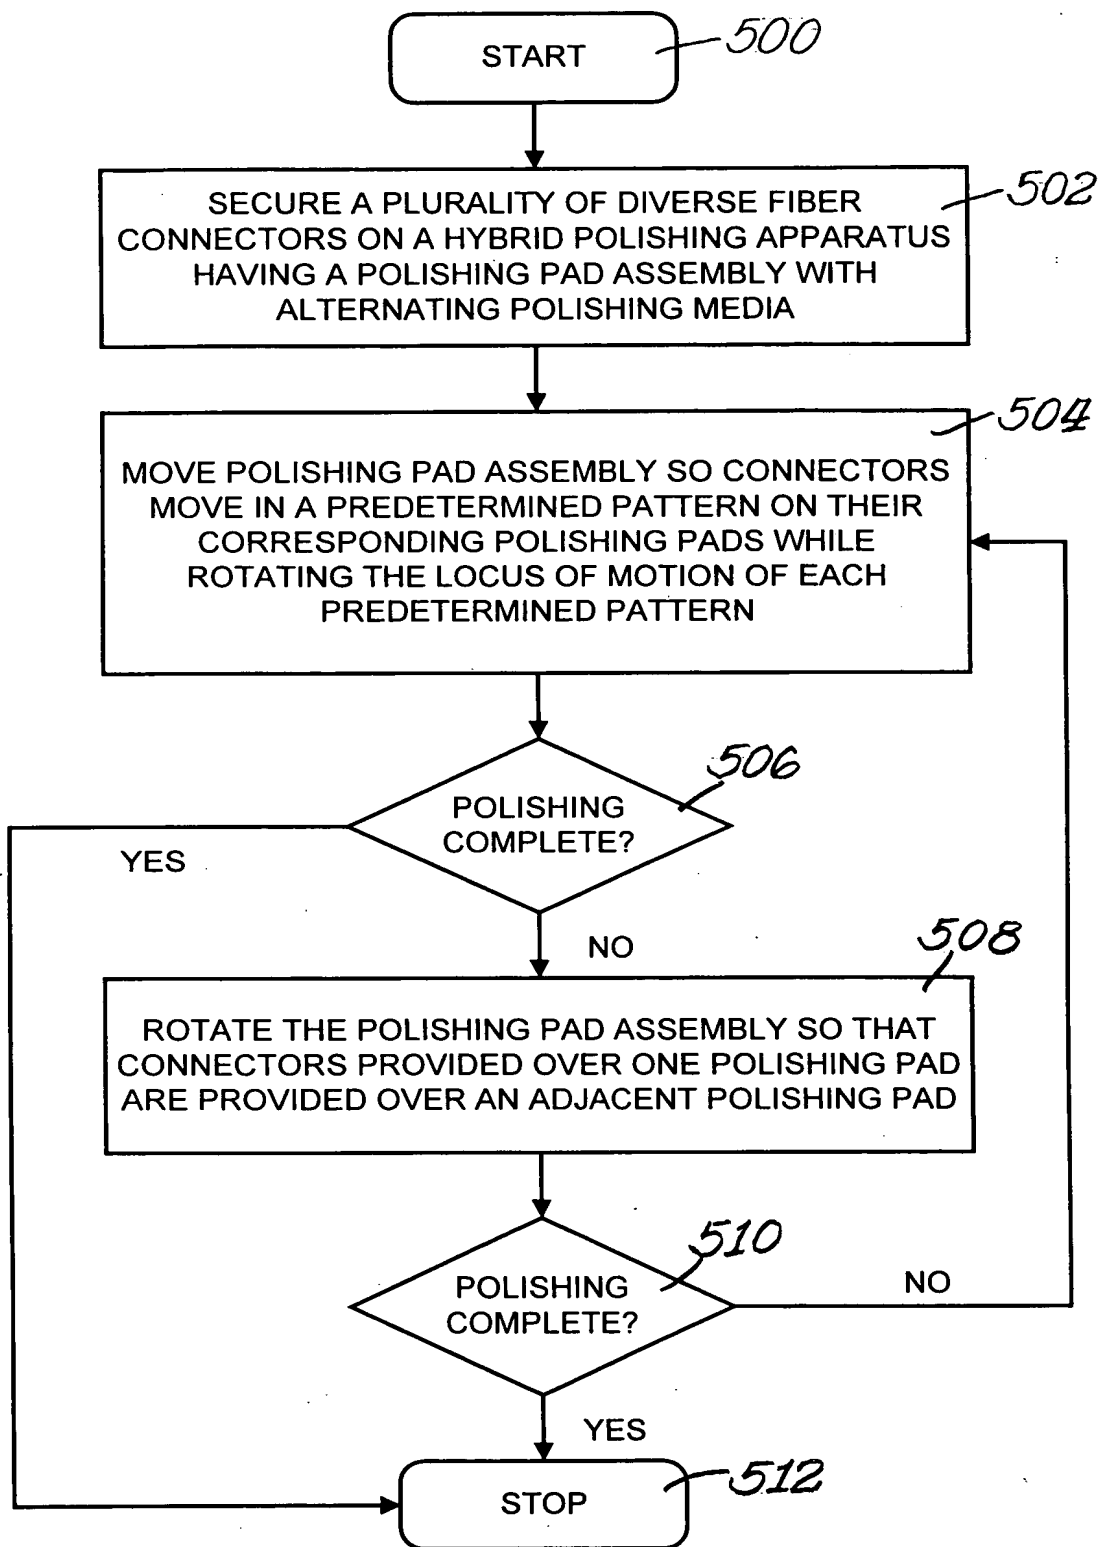 START
500
SECURE A PLURALITY OF DIVERSE FIBER
CONNECTORS ON A HYBRID POLISHING APPARATUS
HAVING A POLISHING PAD ASSEMBLY WITH
ALTERNATING POLISHING MEDIA
502
504
MOVE POLISHING PAD ASSEMBLY SO CONNECTORS
MOVE IN A PREDETERMINED PATTERN ON THEIR
CORRESPONDING POLISHING PADS WHILE
ROTATING THE LOCUS OF MOTION OF EACH
PREDETERMINED PATTERN
506
POLISHING
COMPLETE?
YES
NO
508
ROTATE THE POLISHING PAD ASSEMBLY SO THAT
CONNECTORS PROVIDED OVER ONE POLISHING PAD
ARE PROVIDED OVER AN ADJACENT POLISHING PAD
510
POLISHING
COMPLETE?
NO
YES
STOP
512